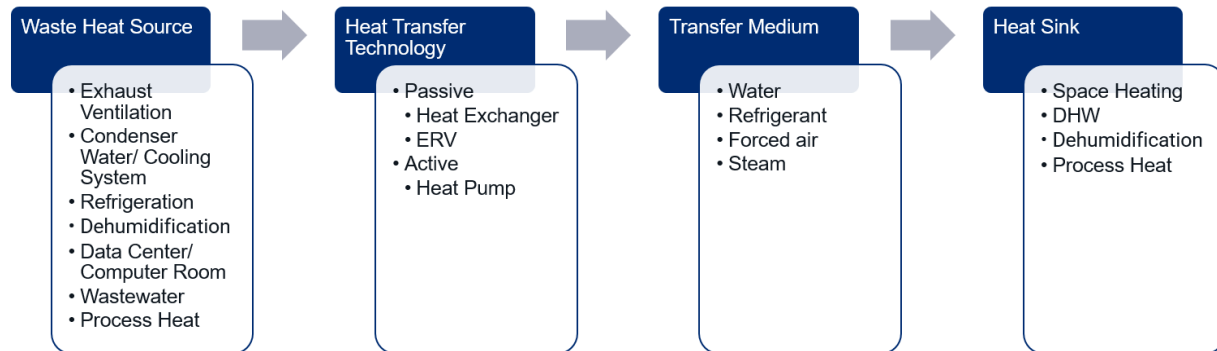 Waste Heat Source
• Exhaust
Ventilation
• Condenser
Water/ Cooling
System
• Refrigeration
• Dehumidification
• Data Center/
Computer Room
• Wastewater
• Process Heat
Heat Transfer
Technology
• Passive
• Heat Exchanger
• ERV
• Active
• Heat Pump
Transfer Medium
• Water
• Refrigerant
• Forced air
• Steam
Heat Sink
• Space Heating
• DHW
• Dehumidification
• Process Heat